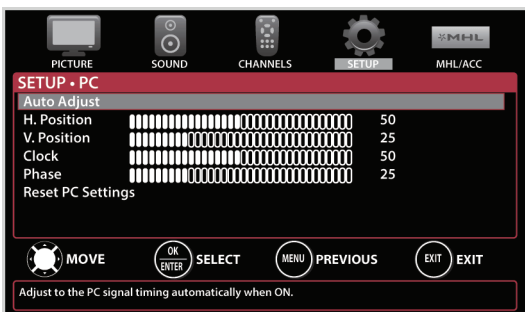 PICTURE SOUND CHANNELS SETUP MHL MHL/ACC
SETUP • PC
Auto Adjust
H. Position 50
V. Position 25
Clock 50
Phase 25
Reset PC Settings
MOVE OK ENTER SELECT MENU PREVIOUS EXIT EXIT
Adjust to the PC signal timing automatically when ON.